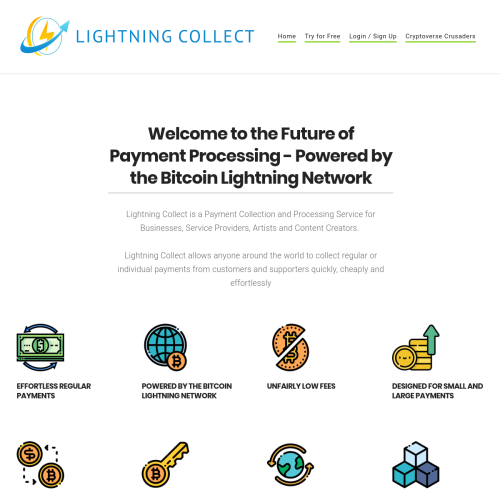 LIGHTNING COLLECT
Home Try for Free Login / Sign Up Cryptoverse Crusaders
Welcome to the Future of
Payment Processing - Powered by
the Bitcoin Lightning Network
Lightning Collect is a Payment Collection and Processing Service for
Businesses, Service Providers, Artists and Content Creators.
Lightning Collect allows anyone around the world to collect regular or
individual payments from customers and supporters quickly, cheaply and
effortlessly
EFFORTLESS REGULAR
PAYMENTS
POWERED BY THE BITCOIN
LIGHTNING NETWORK
UNFAIRLY LOW FEES
DESIGNED FOR SMALL AND
LARGE PAYMENTS